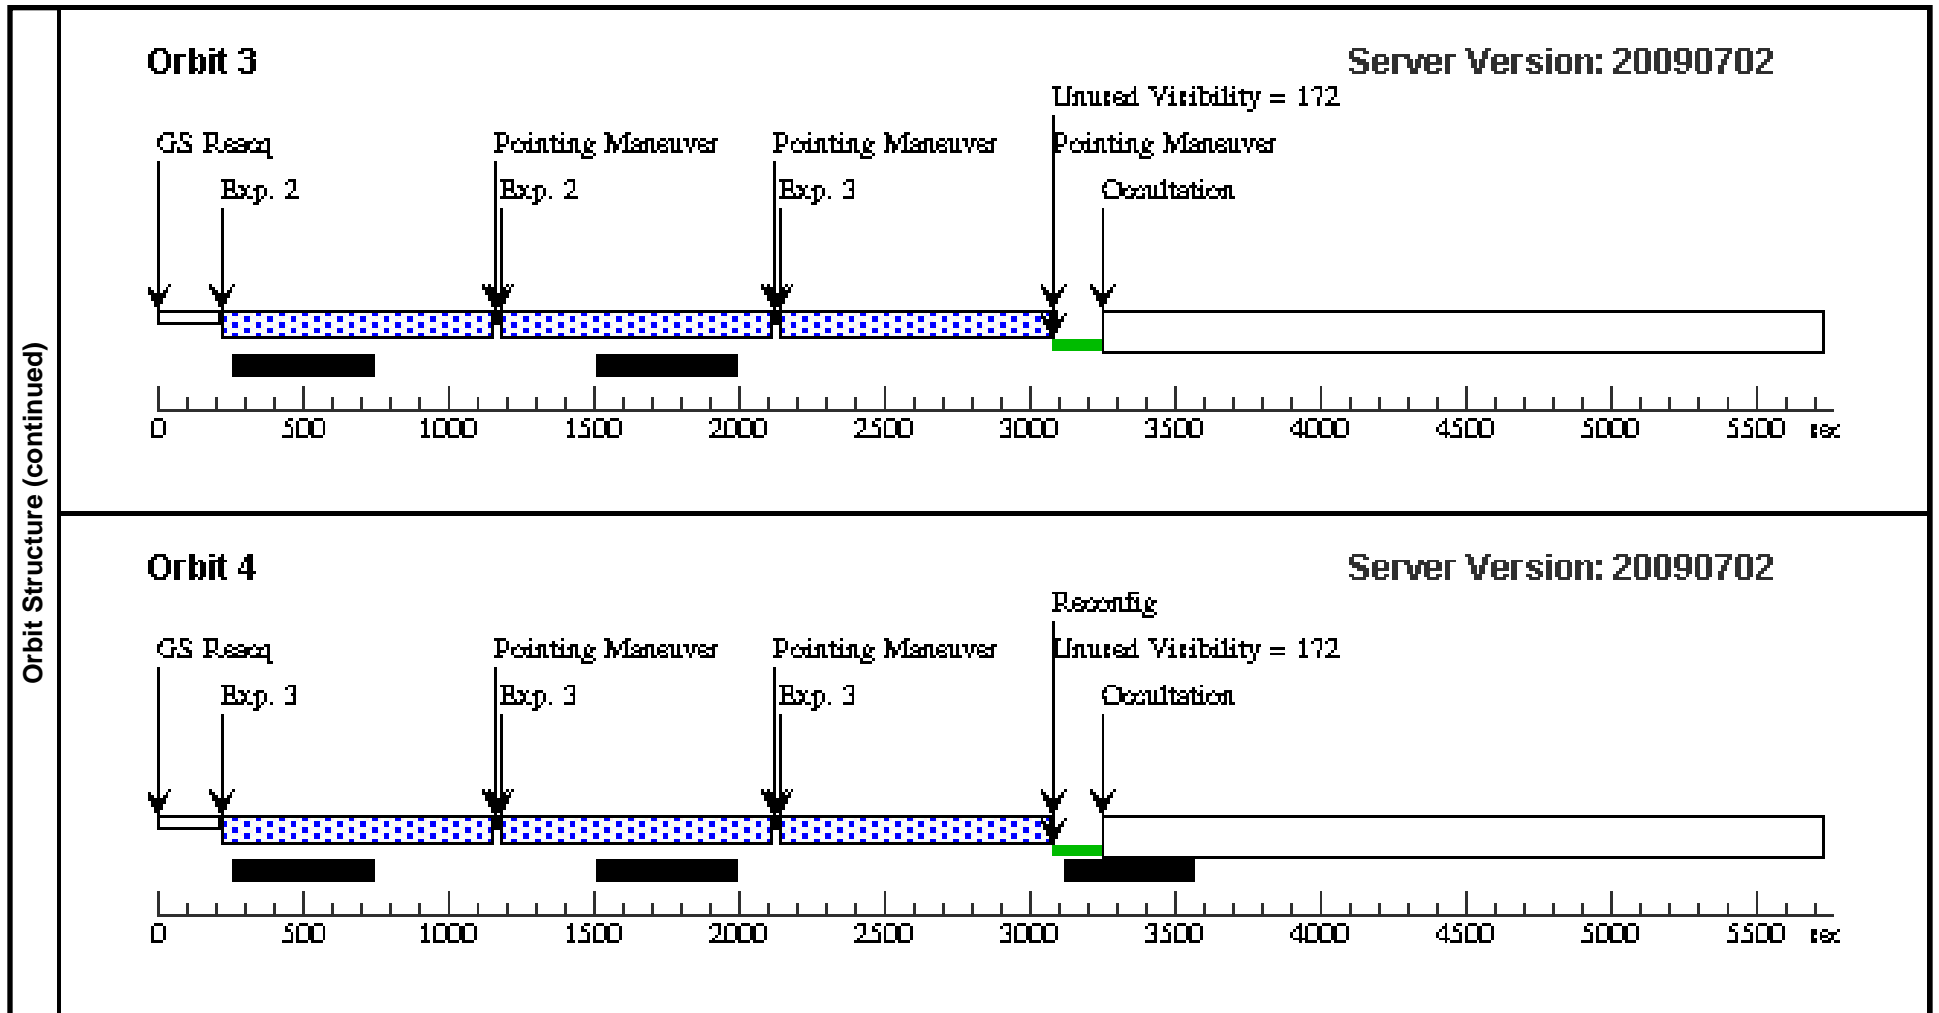 Orbit Structure (continued)
Orbit 3
Server Version: 20090702
Unused Visibility = 172
GS Reacq
Pointing Maneuver
Pointing Maneuver
Pointing Maneuver
Exp. 2
Exp. 2
Exp. 3
Occultation
0 500 1000 1500 2000 2500 3000 3500 4000 4500 5000 5500 sec
Orbit 4
Server Version: 20090702
Reconfig
GS Reacq
Pointing Maneuver
Pointing Maneuver
Unused Visibility = 172
Exp. 3
Exp. 3
Exp. 3
Occultation
0 500 1000 1500 2000 2500 3000 3500 4000 4500 5000 5500 sec